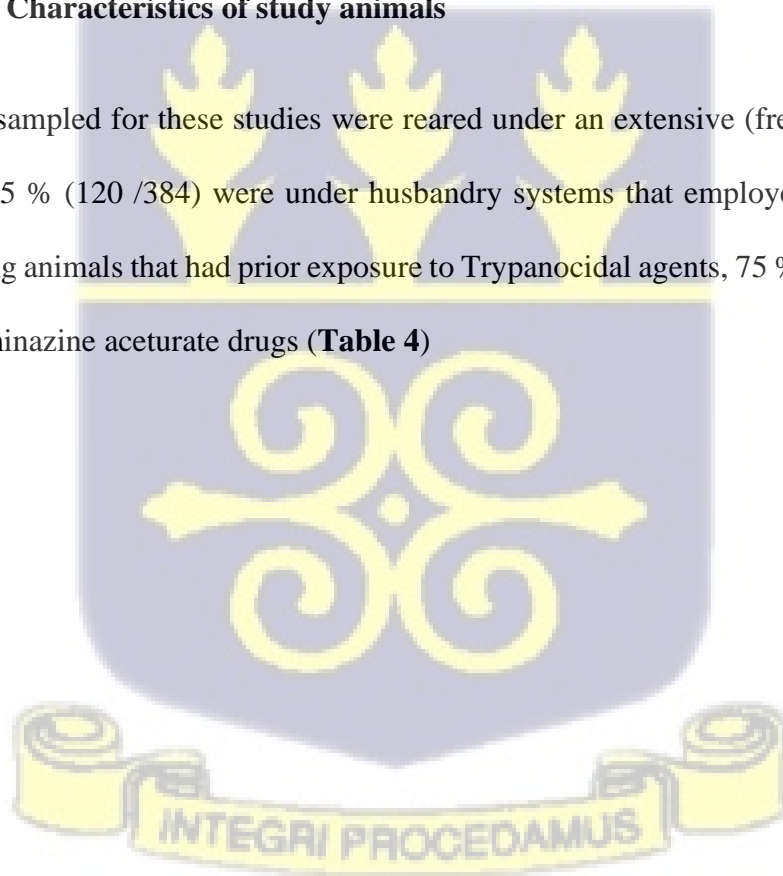 Characteristics of study animals
sampled for these studies were reared under an extensive (fre
5 % (120 /384) were under husbandry systems that employe
g animals that had prior exposure to Trypanocidal agents, 75 %
ninazine aceturate drugs (Table 4)
INTEGRI PROCEDAMUS